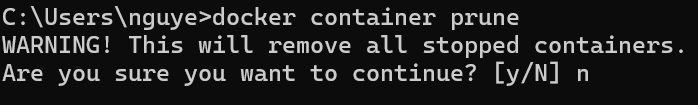 C:\Users\nguye>docker container prune
WARNING! This will remove all stopped containers.
Are you sure you want to continue? [y/N] n